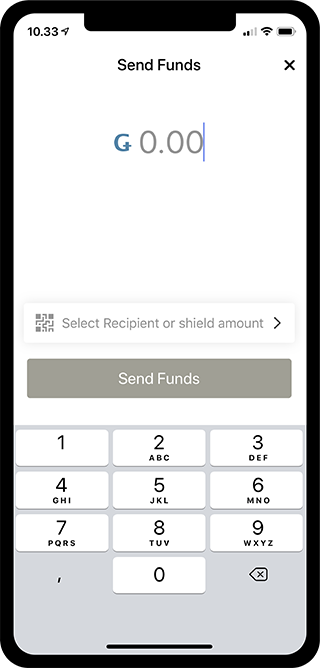 10.33
Send Funds
0.00
Select Recipient or shield amount
Send Funds
1 2 3
ABC DEF
4 5 6
GHI JKL MNO
7 8 9
PQRS TUV WXYZ
, 0